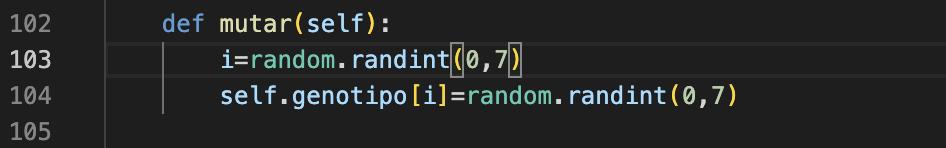 102 def mutar(self):
103 i=random.randint(0,7)
104 self.genotipo[i]=random.randint(0,7)
105